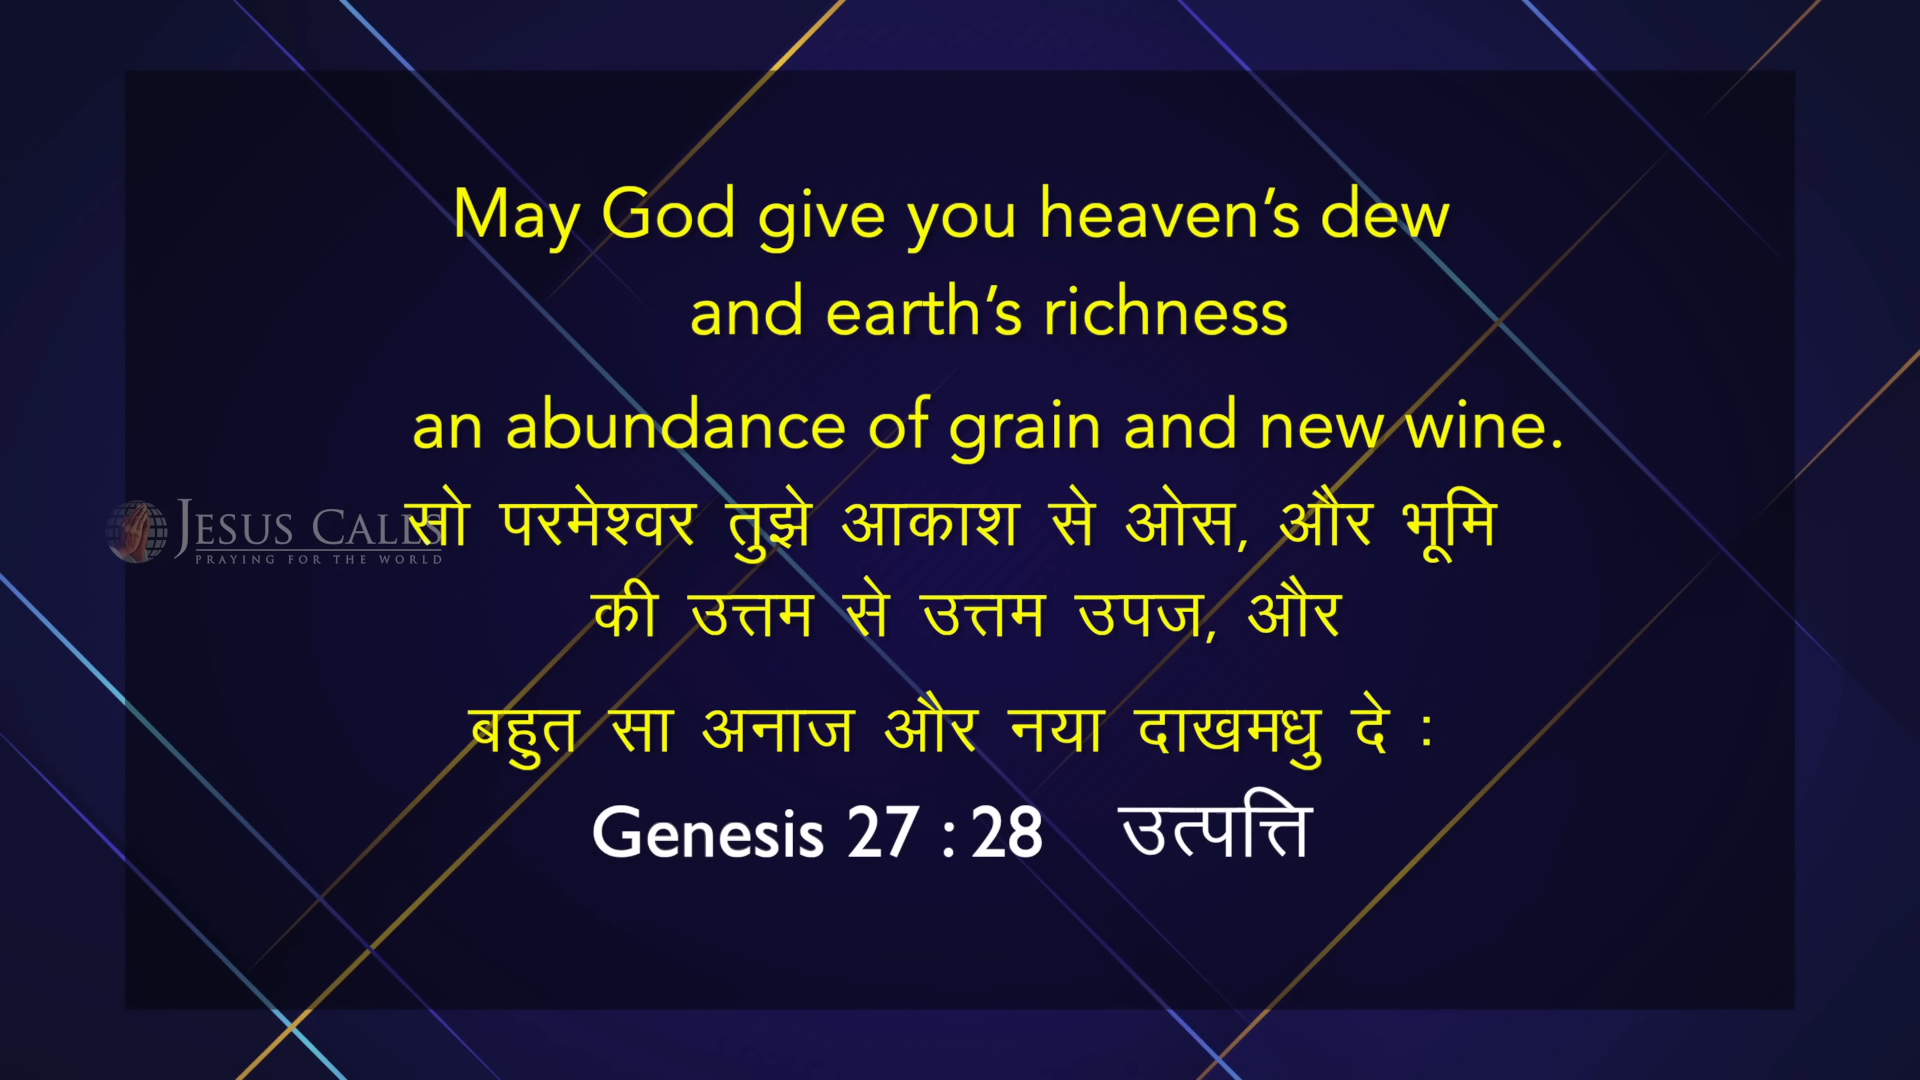 May God give you heaven’s dew
and earth’s richness
an abundance of grain and new wine.
सो परमेश्वर तुझे आकाश से ओस, और भूमि
की उत्तम से उत्तम उपज, और
बहुत सा अनाज और नया दाखमधु दे :
Genesis 27 : 28 उत्पत्ति
JESUS CALLS
PRAYING FOR THE WORLD